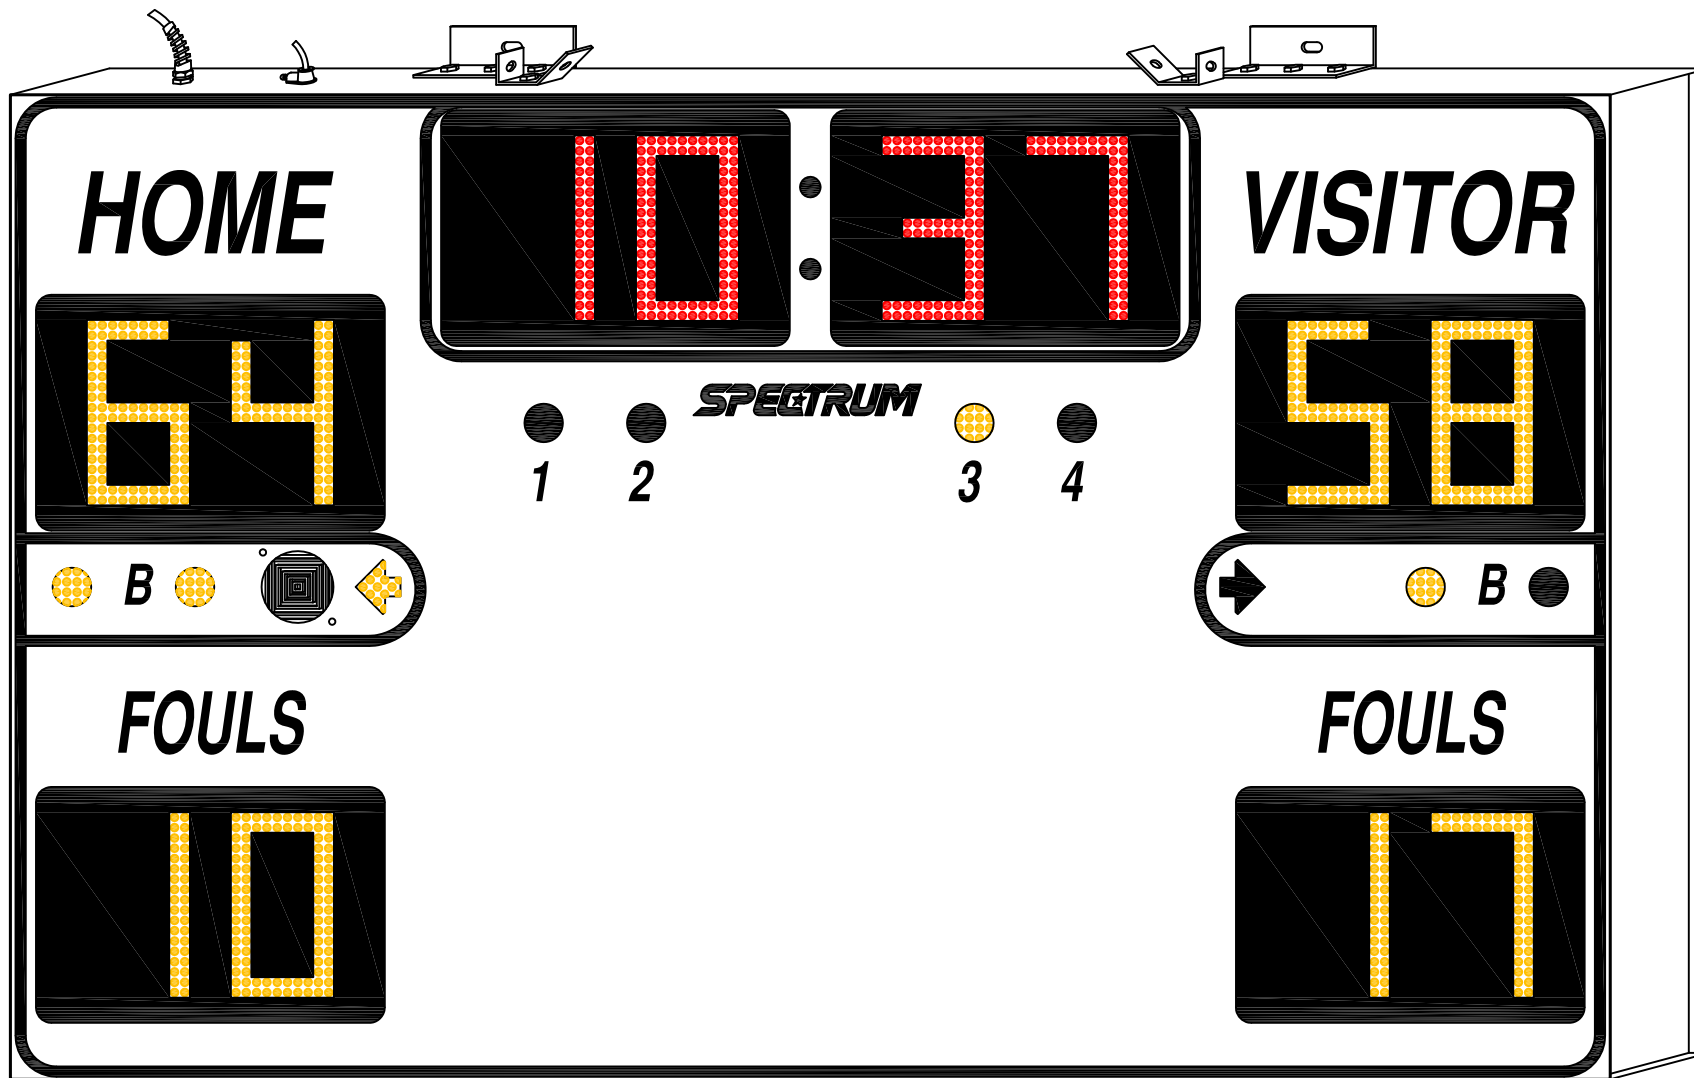 10:37
HOME
VISITOR
64
58
SPECTRUM
1 2 3 4
B
B
FOULS
FOULS
10
17